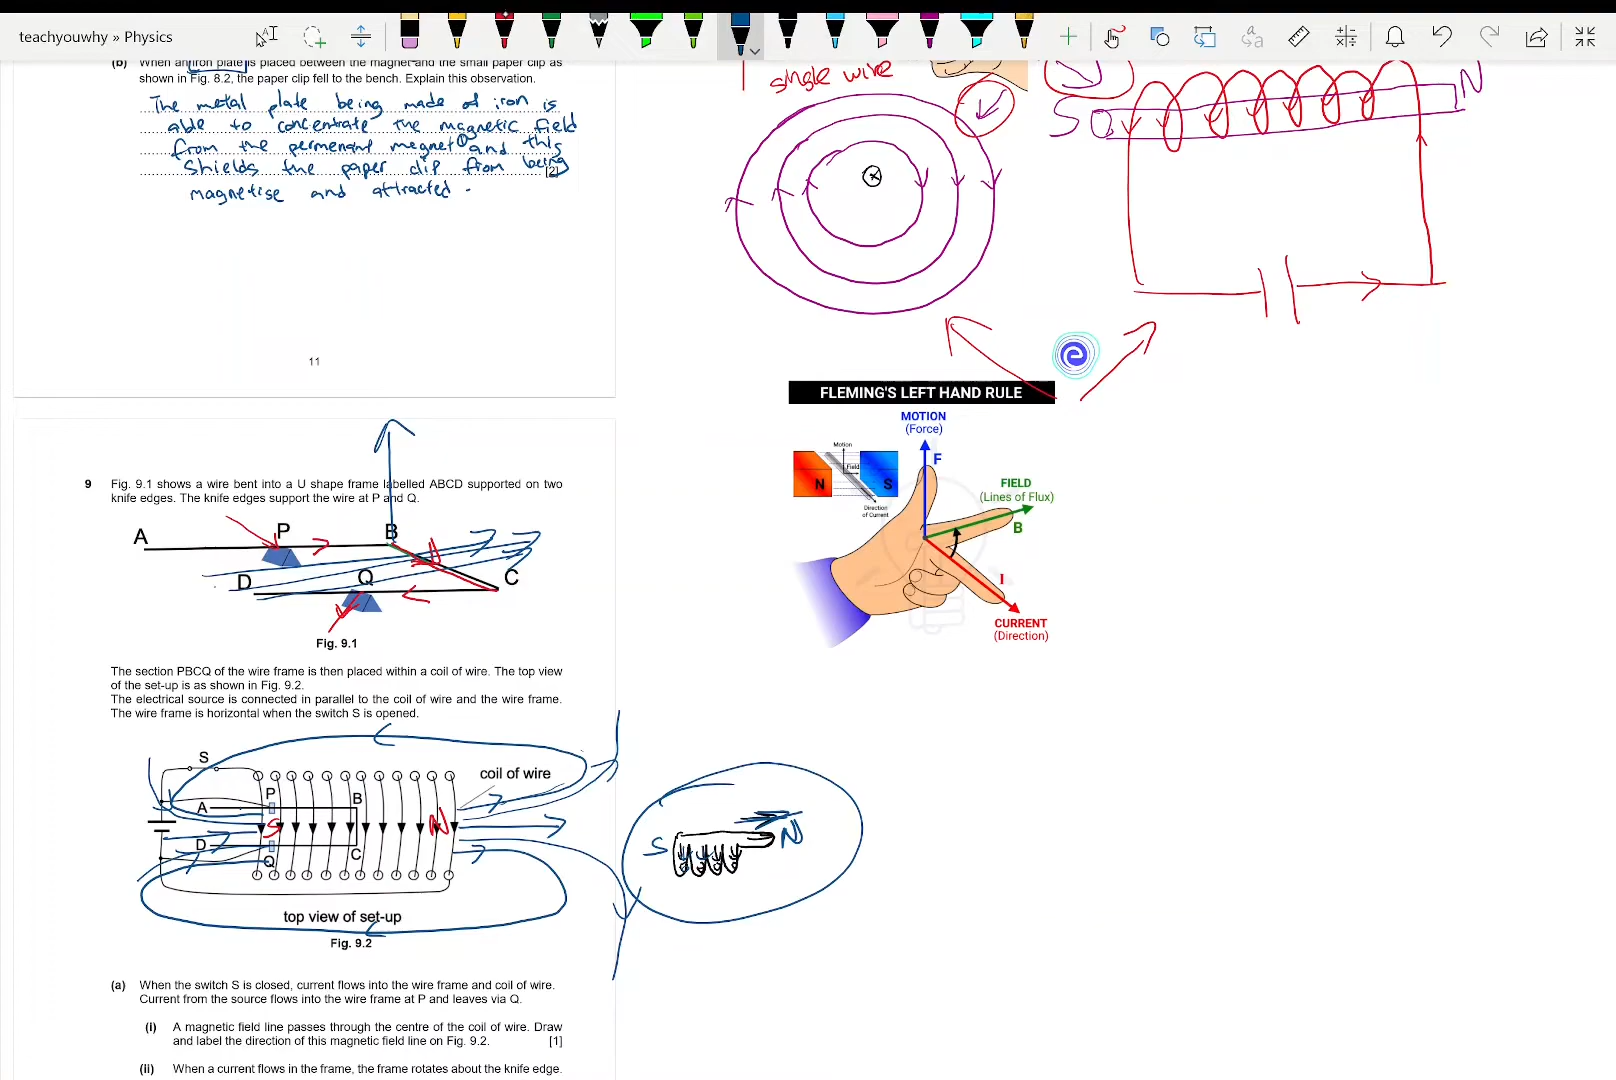 teachyouwhy » Physics
(b) When an iron plate is placed between the magnet and the small paper clip as
shown in Fig. 8.2, the paper clip fell to the bench. Explain this observation.
The metal plate being made of iron is
able to concentrate the magnetic field
from the permenant megnet and this
shields the paper clip from being
[2]
magnetise and attracted.
11
single wire
S
N
FLEMING'S LEFT HAND RULE
MOTION
(Force)
F
Motion
Field
N
S
Direction
of Current
FIELD
(Lines of Flux)
B
I
CURRENT
(Direction)
9 Fig. 9.1 shows a wire bent into a U shape frame labelled ABCD supported on two
knife edges. The knife edges support the wire at P and Q.
A
P
B
D
Q
C
Fig. 9.1
The section PBCQ of the wire frame is then placed within a coil of wire. The top view
of the set-up is as shown in Fig. 9.2.
The electrical source is connected in parallel to the coil of wire and the wire frame.
The wire frame is horizontal when the switch S is opened.
S
coil of wire
P
B
A
S
N
D
C
Q
S
N
top view of set-up
Fig. 9.2
(a) When the switch S is closed, current flows into the wire frame and coil of wire.
Current from the source flows into the wire frame at P and leaves via Q.
(i) A magnetic field line passes through the centre of the coil of wire. Draw
and label the direction of this magnetic field line on Fig. 9.2. [1]
(ii) When a current flows in the frame, the frame rotates about the knife edge.